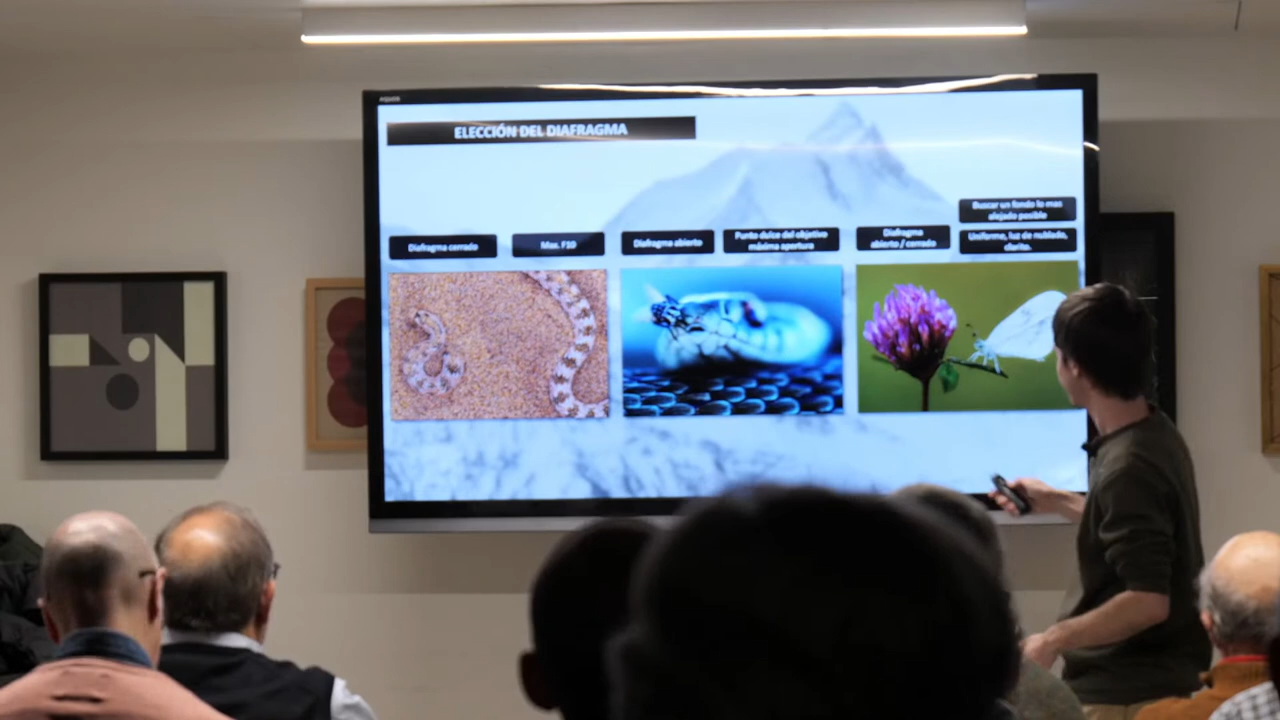 ELECCIÓN DEL DIAFRAGMA
Buscar un fondo lo mas
alejado posible
Diafragma cerrado
Max. F10
Diafragma abierto
Punto dulce del objetivo
máxima apertura
Diafragma
abierto / cerrado
Uniforme, luz de nublado,
clarito.